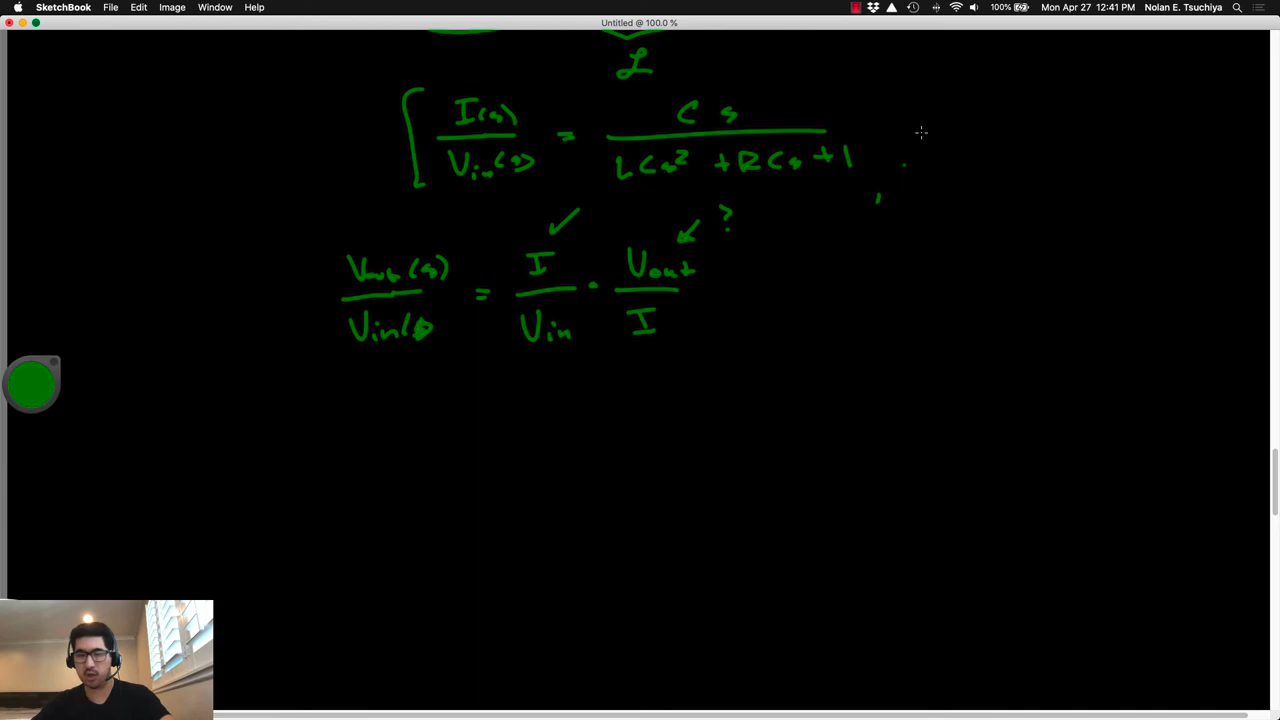 SketchBook File Edit Image Window Help 100% Mon Apr 27 12:41 PM Nolan E. Tsuchiya
Untitled @ 100.0 %
ℒ
I(s) / Vin(s) = Cs / LCs² + RCs + 1
?
Vout(s) / Vin(s) = I / Vin · Vout / I